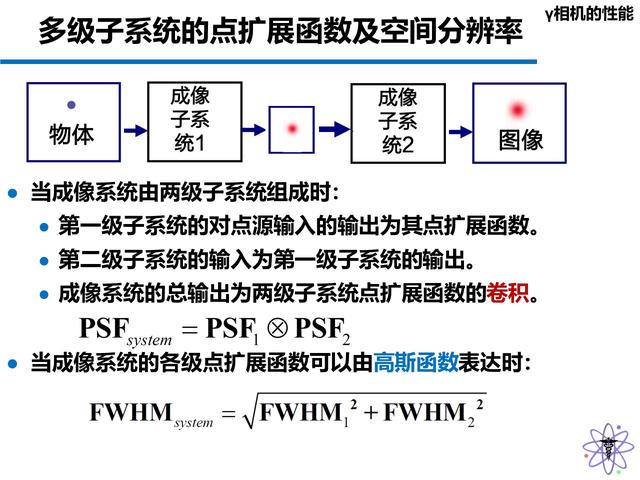 γ相机的性能
多级子系统的点扩展函数及空间分辨率
物体
成像
子系
统1
成像
子系
统2
图像
当成像系统由两级子系统组成时：
第一级子系统的对点源输入的输出为其点扩展函数。
第二级子系统的输入为第一级子系统的输出。
成像系统的总输出为两级子系统点扩展函数的卷积。
PSF_system = PSF_1 ⊗ PSF_2
当成像系统的各级点扩展函数可以由高斯函数表达时：
FWHM_system = √(FWHM_1^2 + FWHM_2^2)